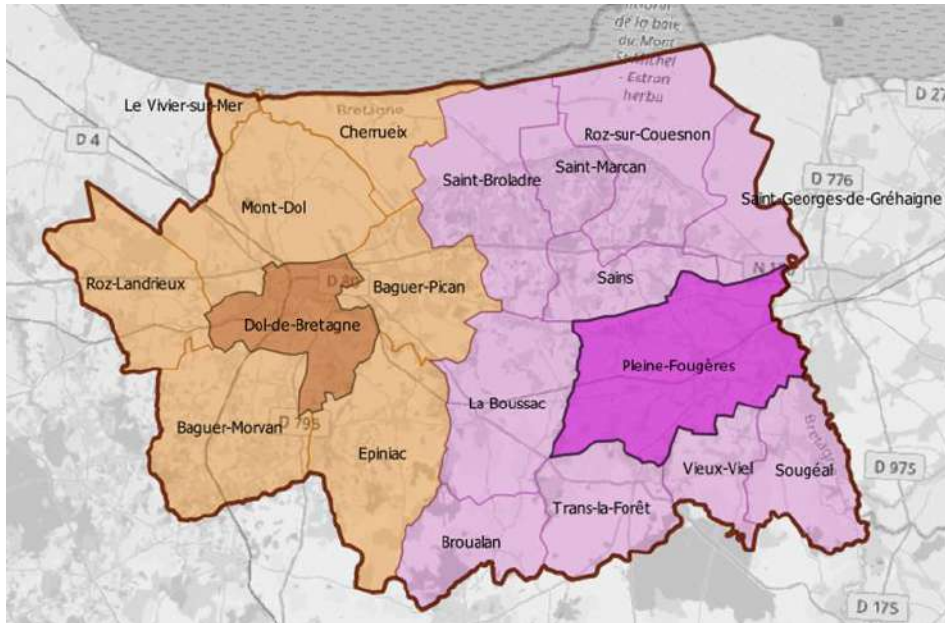 de la baie
du Mont
St-Michel
- Estran
herbu
Le Vivier-sur-Mer
Bretagne
Cherrueix
D 4
Roz-sur-Couesnon
Saint-Marcan
Saint-Broladre
D 776
Saint-Georges-de-Gréhaigne
Mont-Dol
Roz-Landrieux
Baguer-Pican
Sains
Dol-de-Bretagne
Pleine-Fougères
La Boussac
Baguer-Morvan
D 795
Epiniac
Vieux-Viel
Sougéal
D 975
Trans-la-Forêt
Broualan
D 175